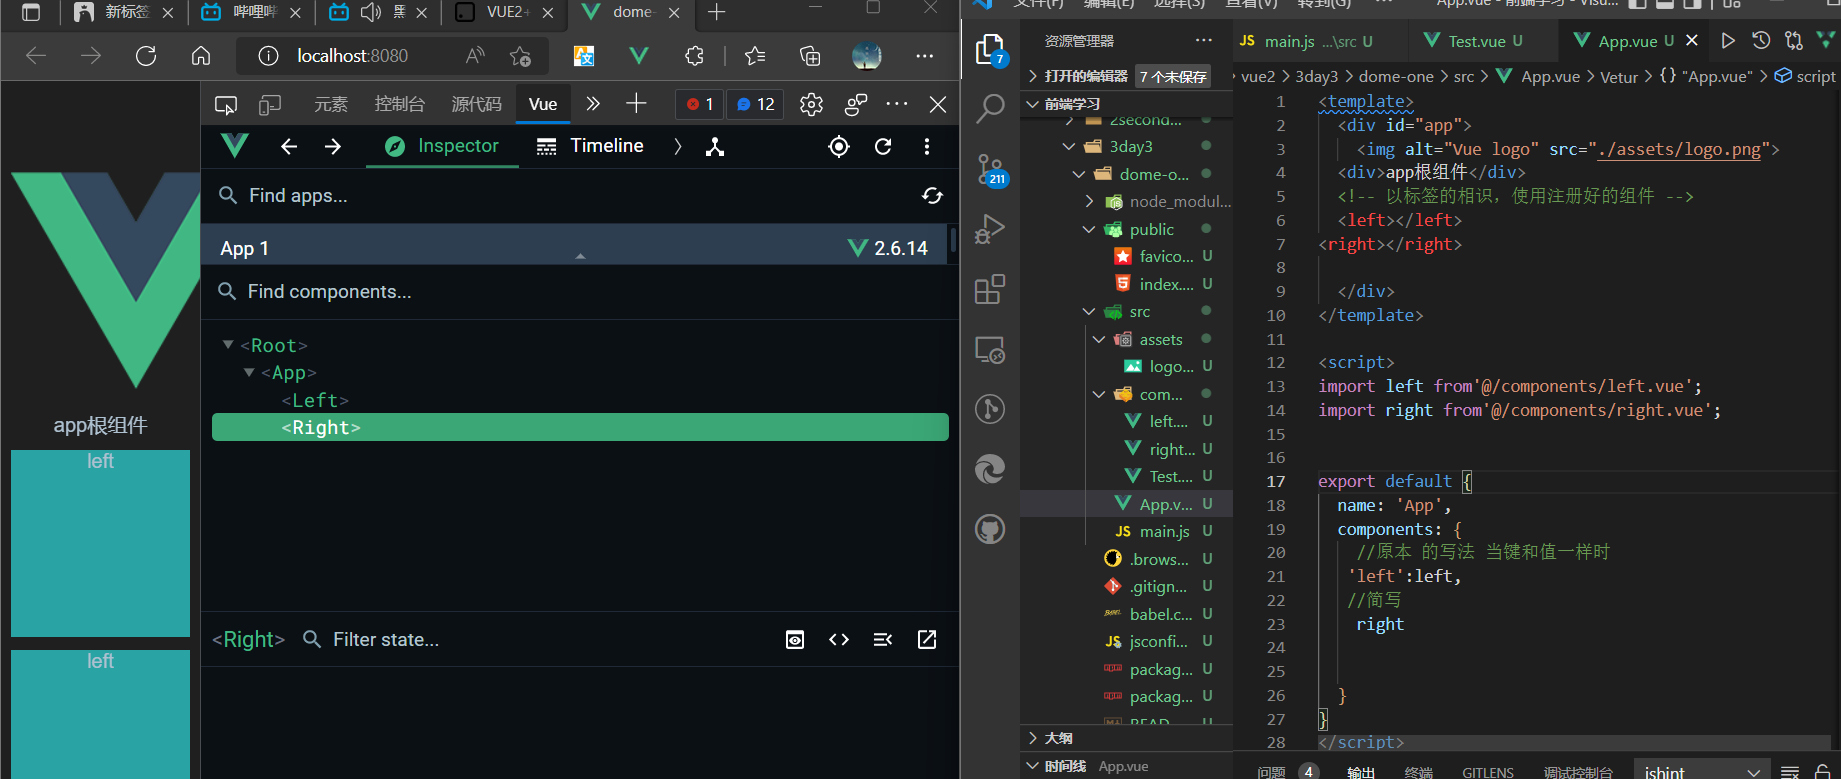 新标签
哔哩哔
黑
VUE2+
dome-
localhost:8080
元素
控制台
源代码
Vue
1
12
Inspector
Timeline
Find apps...
App 1
2.6.14
Find components...
<Root>
<App>
<Left>
<Right>
<Right>
Filter state...
app根组件
left
left
文件(F)
编辑(E)
选择(S)
查看(V)
转到(G)
...
App.vue - 前端学习 - Visu...
资源管理器
7
211
打开的编辑器
7 个未保存
前端学习
2second...
3day3
dome-o...
node_modul...
public
favico... U
index.... U
src
assets
logo... U
com...
left.... U
right... U
Test.... U
App.v... U
JS main.js U
.brows... U
.gitign... U
babel.c... U
JS jsconfi... U
packag... U
packag... U
READ U
大纲
时间线 App.vue
JS main.js ...\src U
Test.vue U
App.vue U
vue2 > 3day3 > dome-one > src > App.vue > Vetur > {} "App.vue" > script
1 <template>
2 <div id="app">
3 <img alt="Vue logo" src="./assets/logo.png">
4 <div>app根组件</div>
5 <!-- 以标签的相识，使用注册好的组件 -->
6 <left></left>
7 <right></right>
8
9 </div>
10 </template>
11
12 <script>
13 import left from'@/components/left.vue';
14 import right from'@/components/right.vue';
15
16
17 export default {
18 name: 'App',
19 components: {
20 //原本 的写法 当键和值一样时
21 'left':left,
22 //简写
23 right
24
25
26 }
27 }
28 </script>
问题 4
输出
终端
GITLENS
调试控制台
jshint